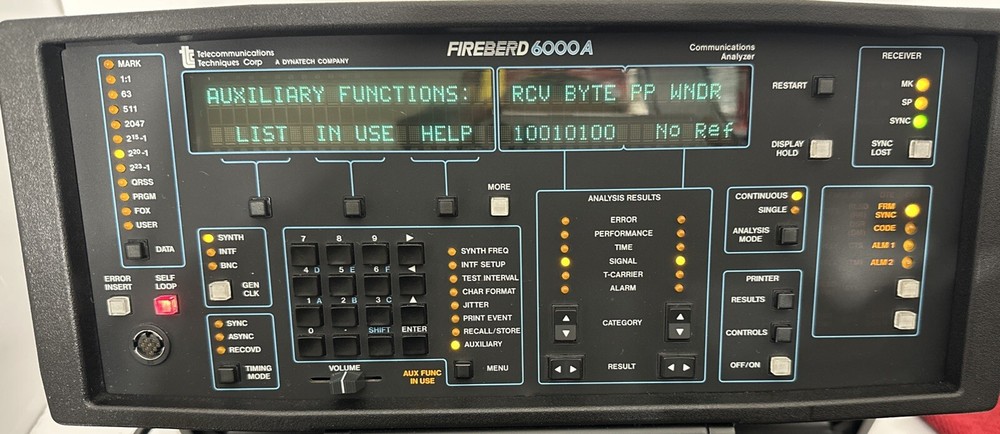 ttc Telecommunications
Techniques Corp A DYNATECH COMPANY
FIREBERD 6000A
Communications
Analyzer
MARK
1:1
63
511
2047
2¹⁵-1
2²⁰-1
2²³-1
QRSS
PRGM
FOX
USER
DATA
AUXILIARY FUNCTIONS:
LIST IN USE HELP
RCV BYTE PP WNDR
10010100 No Ref
MORE
RESTART
DISPLAY
HOLD
RECEIVER
MK
SP
SYNC
SYNC
LOST
ERROR
INSERT
SELF
LOOP
SYNTH
INTF
BNC
GEN
CLK
SYNC
ASYNC
RECOVD
TIMING
MODE
7 8 9 ▶
4 D 5 E 6 F ◀
1 A 2 B 3 C ▲
0 . SHIFT ENTER
SYNTH FREQ
INTF SETUP
TEST INTERVAL
CHAR FORMAT
JITTER
PRINT EVENT
RECALL/STORE
AUXILIARY
MENU
VOLUME
AUX FUNC
IN USE
ANALYSIS RESULTS
ERROR
PERFORMANCE
TIME
SIGNAL
T-CARRIER
ALARM
▲ CATEGORY ▲
▼ ▼
◀ ▶ RESULT ◀ ▶
CONTINUOUS
SINGLE
ANALYSIS
MODE
PRINTER
RESULTS
CONTROLS
OFF/ON
FRM
SYNC
CODE
ALM 1
ALM 2